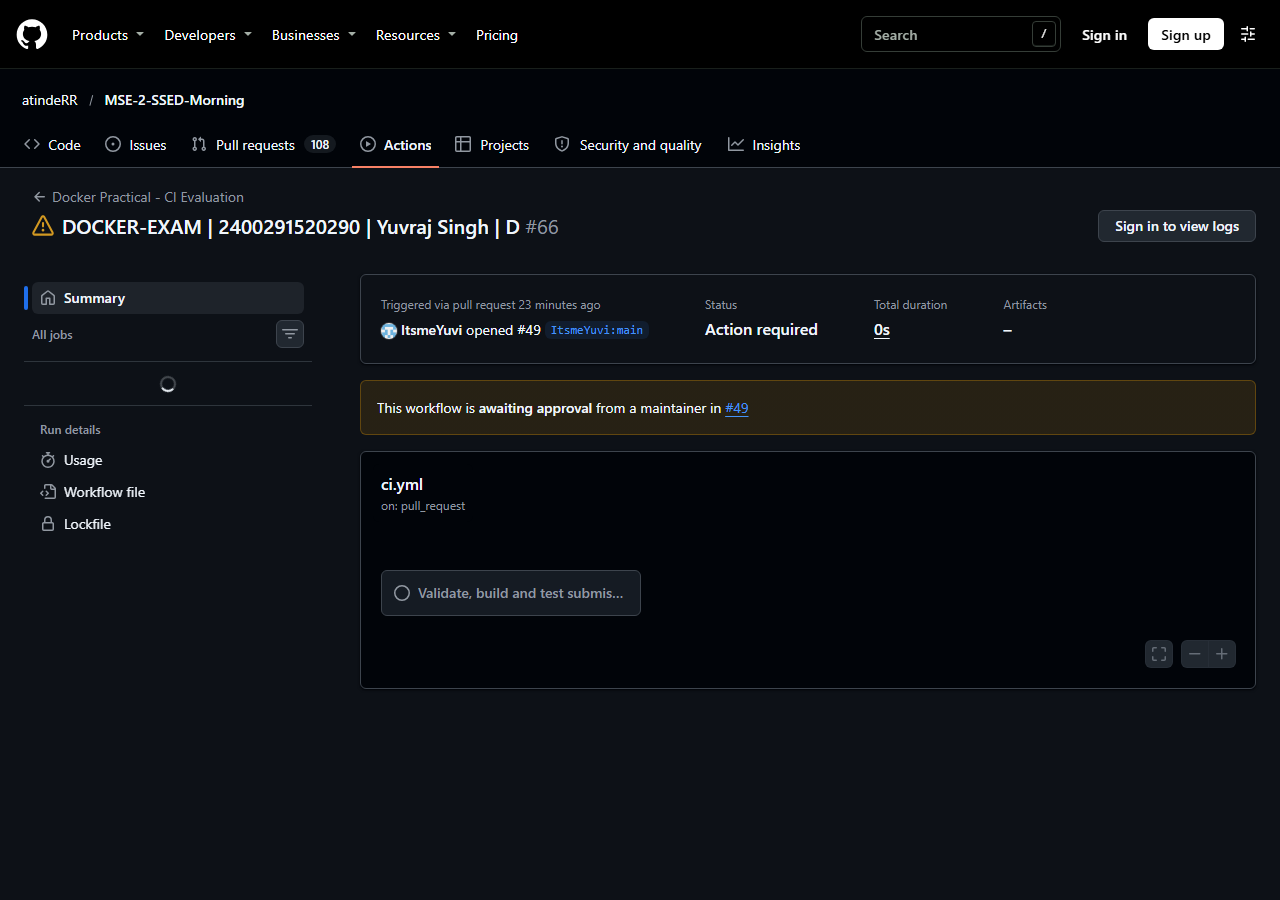 Products Developers Businesses Resources Pricing Search / Sign in Sign up
atindeRR / MSE-2-SSED-Morning
Code Issues Pull requests 108 Actions Projects Security and quality Insights
Docker Practical - CI Evaluation
DOCKER-EXAM | 2400291520290 | Yuvraj Singh | D #66
Sign in to view logs
Summary
All jobs
Run details
Usage
Workflow file
Lockfile
Triggered via pull request 23 minutes ago
ItsmeYuvi opened #49 ItsmeYuvi:main
Status
Action required
Total duration
0s
Artifacts
–
This workflow is awaiting approval from a maintainer in #49
ci.yml
on: pull_request
Validate, build and test submis...